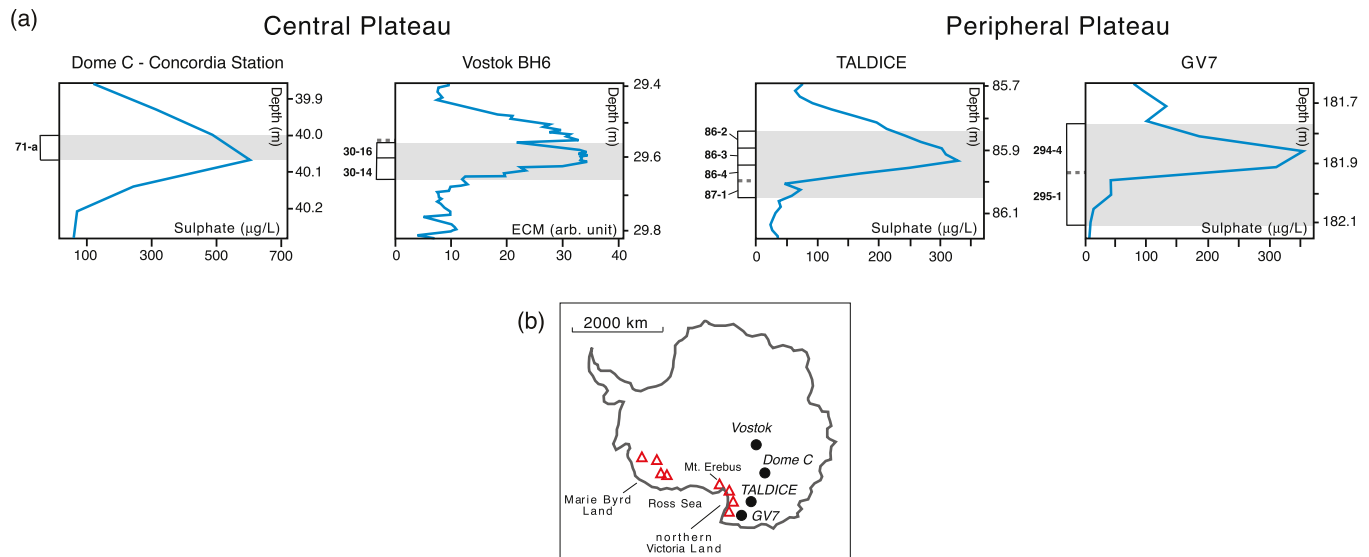 (a)
Central Plateau
Peripheral Plateau
Dome C - Concordia Station
Vostok BH6
TALDICE
GV7
71-a
Depth (m)
39.9
40.0
40.1
40.2
Sulphate (µg/L)
100
300
500
700
30-16
30-14
Depth (m)
29.4
29.6
29.8
ECM (arb. unit)
0
10
20
30
40
86-2
86-3
86-4
87-1
Depth (m)
85.7
85.9
86.1
Sulphate (µg/L)
0
100
200
300
294-4
295-1
Depth (m)
181.7
181.9
182.1
Sulphate (µg/L)
0
100
200
300
(b)
2000 km
Vostok
Dome C
Mt. Erebus
TALDICE
Marie Byrd
Land
Ross Sea
GV7
northern
Victoria Land